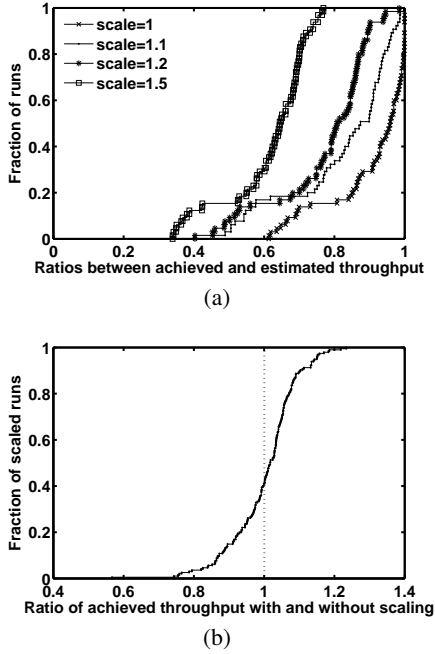 1
0.8
0.6
0.4
0.2
0
Fraction of runs
scale=1
scale=1.1
scale=1.2
scale=1.5
0 0.2 0.4 0.6 0.8 1
Ratios between achieved and estimated throughput
(a)
1
0.8
0.6
0.4
0.2
0
Fraction of scaled runs
0.4 0.6 0.8 1 1.2 1.4
Ratio of achieved throughput with and without scaling
(b)